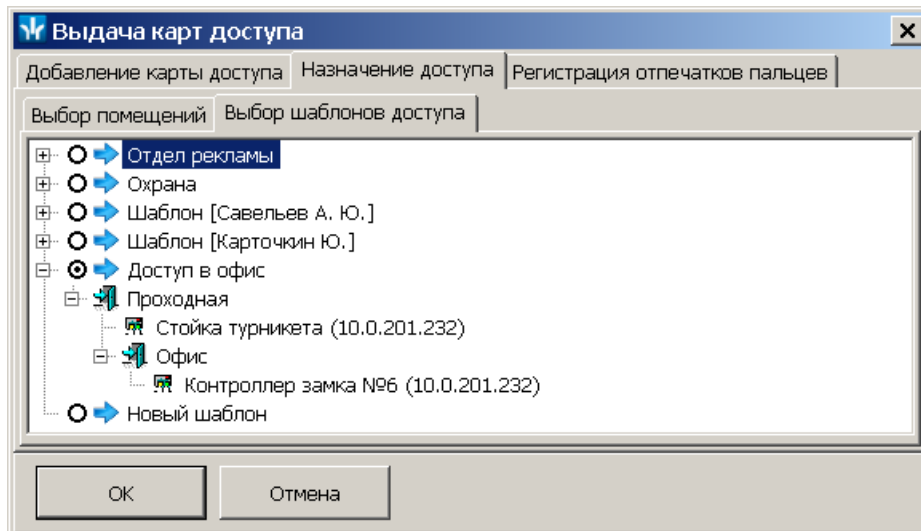 Выдача карт доступа
Добавление карты доступа Назначение доступа Регистрация отпечатков пальцев
Выбор помещений Выбор шаблонов доступа
Отдел рекламы
Охрана
Шаблон [Савельев А. Ю.]
Шаблон [Карточкин Ю.]
Доступ в офис
Проходная
Стойка турникета (10.0.201.232)
Офис
Контроллер замка №6 (10.0.201.232)
Новый шаблон
ОК Отмена